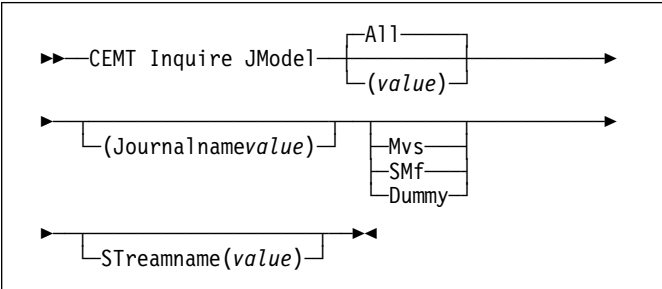 All
CEMT Inquire JModel
(value)
(Journalnamevalue)
Mvs
SMf
Dummy
STreamname(value)